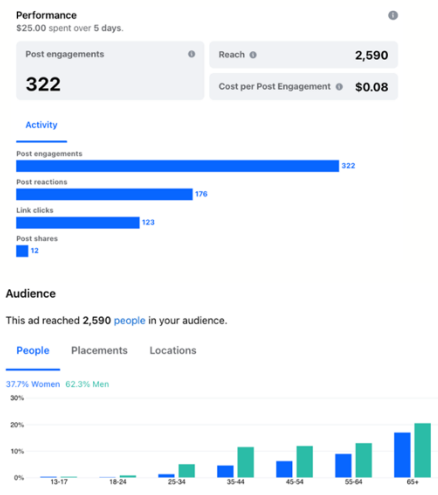 Performance
$25.00 spent over 5 days.
Post engagements
322
Reach
2,590
Cost per Post Engagement
$0.08
Activity
Post engagements
322
Post reactions
176
Link clicks
123
Post shares
12
Audience
This ad reached 2,590 people in your audience.
People Placements Locations
37.7% Women 62.3% Men
30%
20%
10%
0%
13-17 18-24 25-34 35-44 45-54 55-64 65+